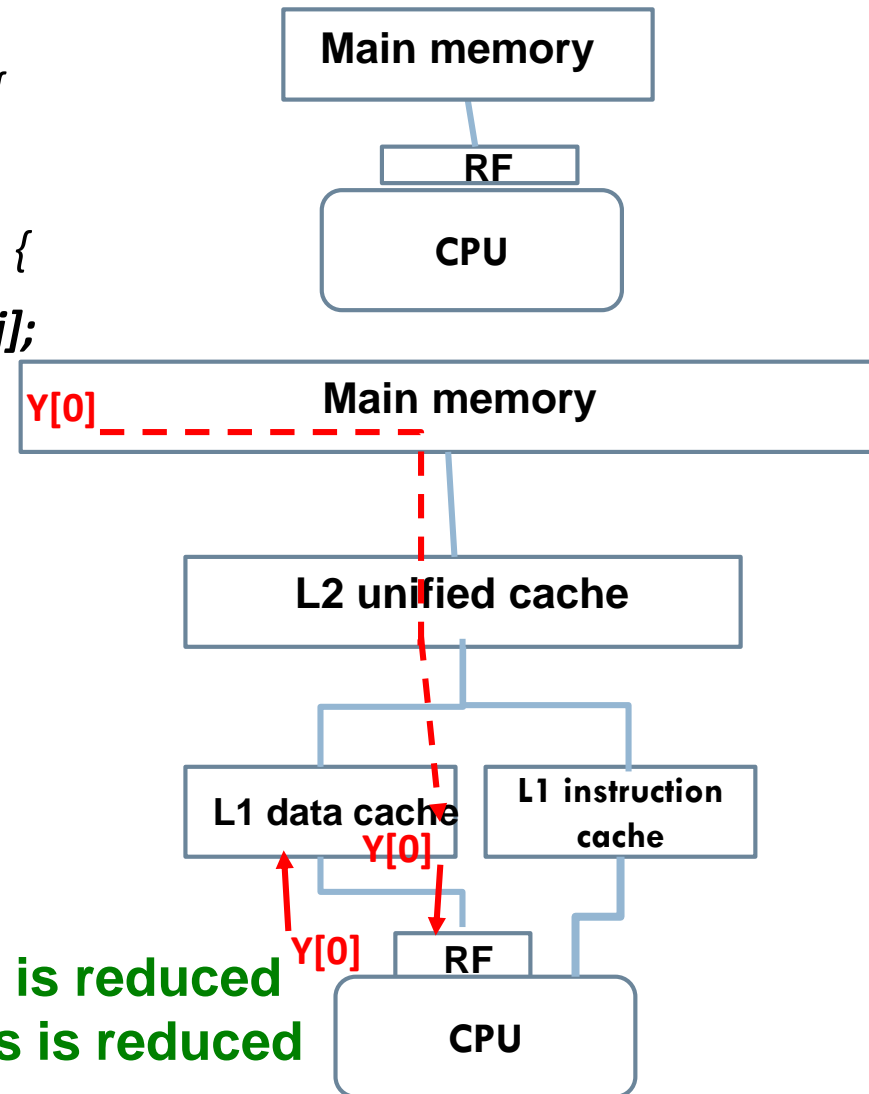 Main memory
{
RF
CPU
{
i];
Main memory
Y[0]
L2 unified cache
L1 data cache
L1 instruction
cache
Y[0]
Y[0]
RF
is reduced
s is reduced
CPU